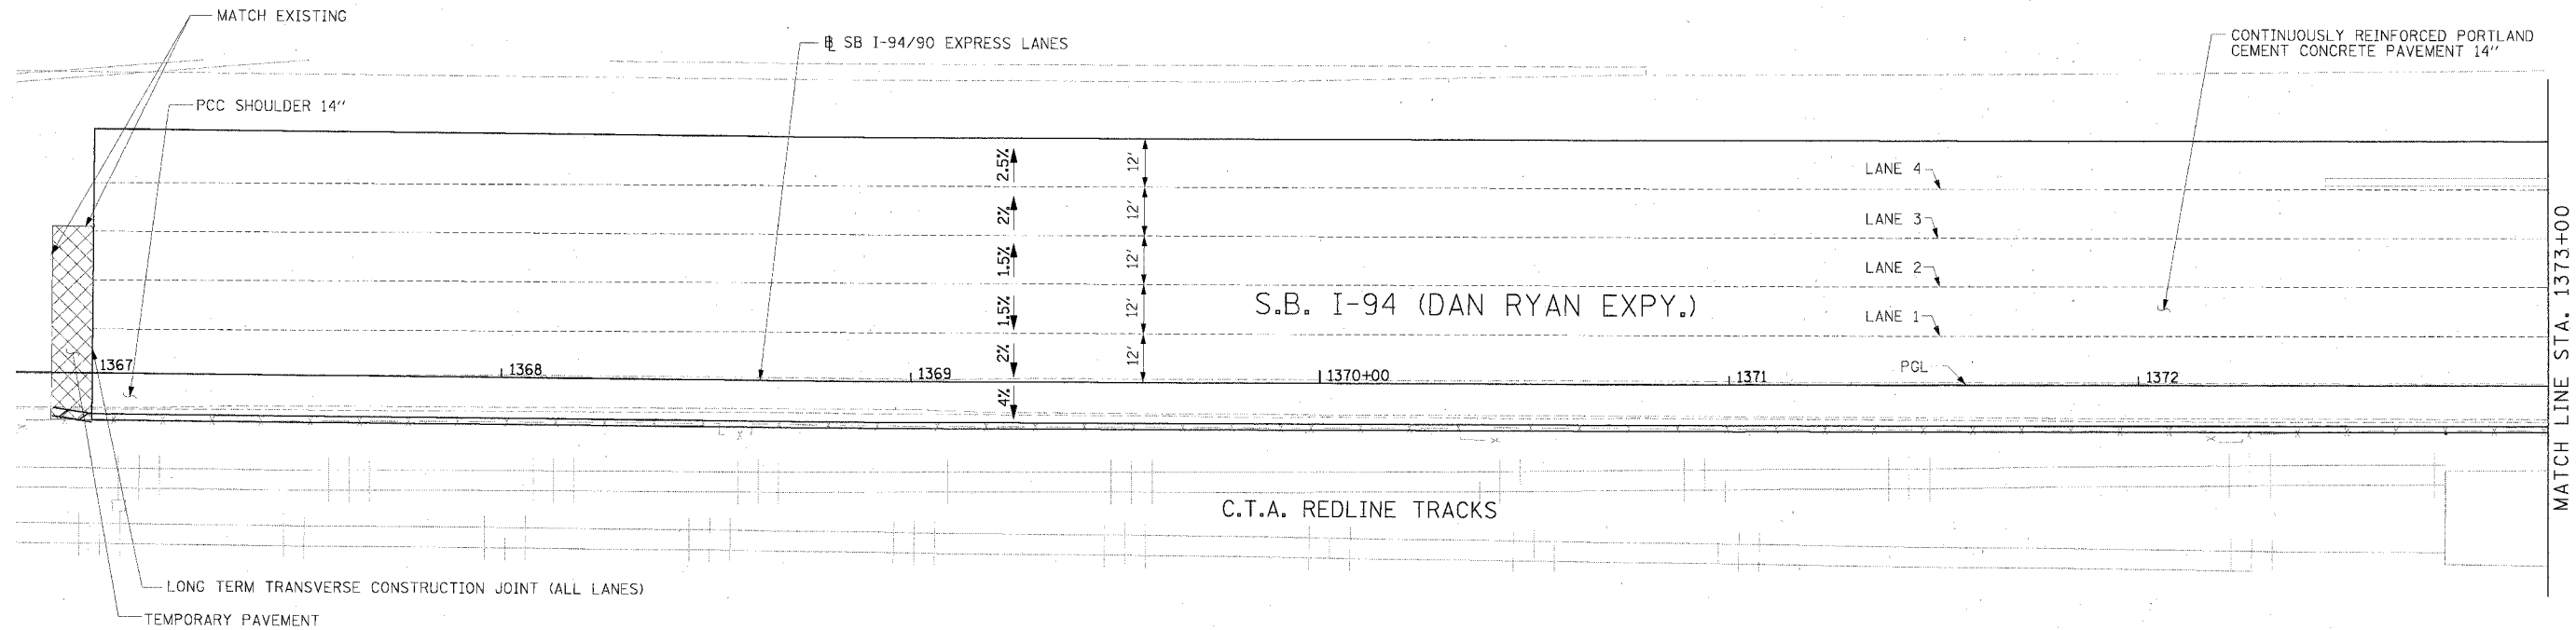 MATCH EXISTING
℄ SB I-94/90 EXPRESS LANES
CONTINUOUSLY REINFORCED PORTLAND
CEMENT CONCRETE PAVEMENT 14"
PCC SHOULDER 14"
2.5%
12'
LANE 4
2%
12'
LANE 3
1.5%
12'
LANE 2
1.5%
12'
S.B. I-94 (DAN RYAN EXPY.)
LANE 1
2%
12'
PGL
1367
1368
1369
1370+00
1371
1372
4%
MATCH LINE STA. 1373+00
C.T.A. REDLINE TRACKS
LONG TERM TRANSVERSE CONSTRUCTION JOINT (ALL LANES)
TEMPORARY PAVEMENT